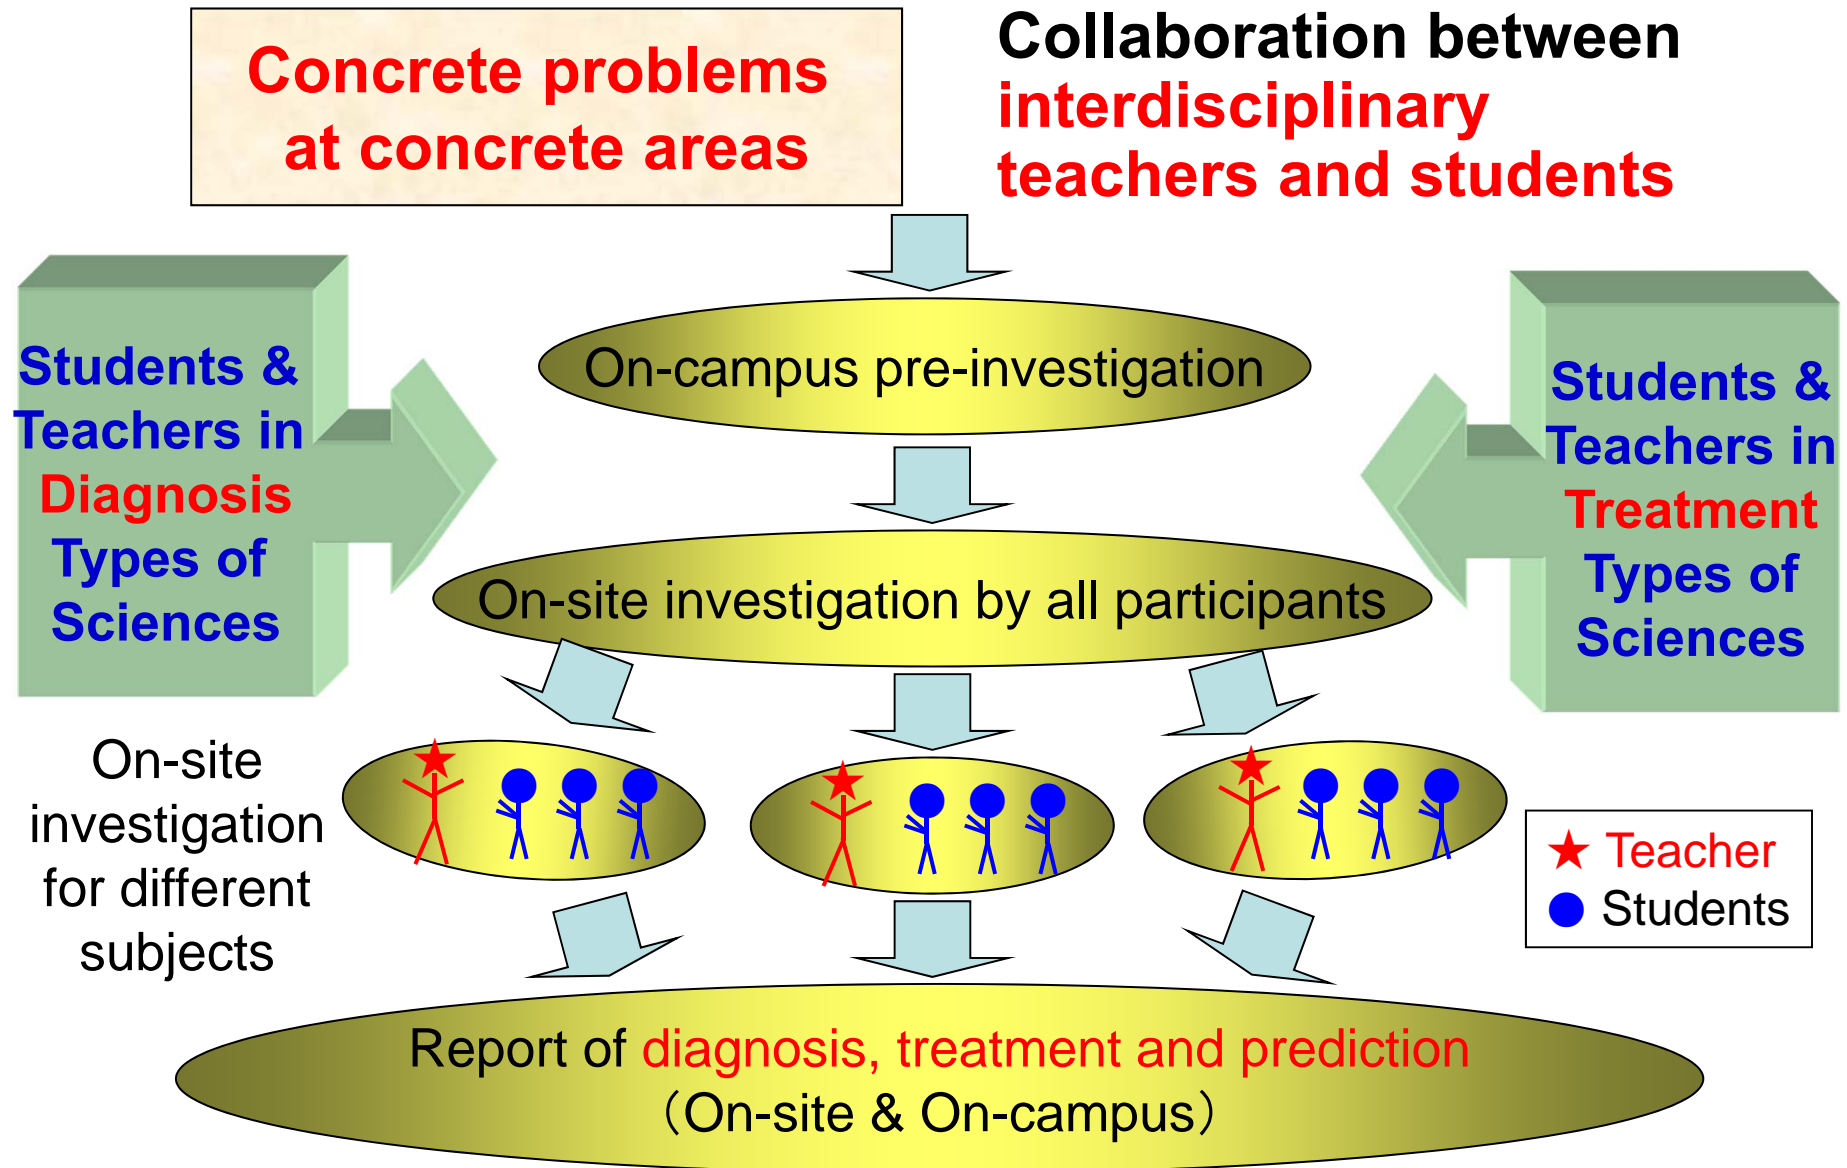 Concrete problems
at concrete areas
Collaboration between
interdisciplinary
teachers and students
On-campus pre-investigation
Students &
Teachers in
Diagnosis
Types of
Sciences
Students &
Teachers in
Treatment
Types of
Sciences
On-site investigation by all participants
On-site
investigation
for different
subjects
Teacher
Students
Report of diagnosis, treatment and prediction
（On-site & On-campus）